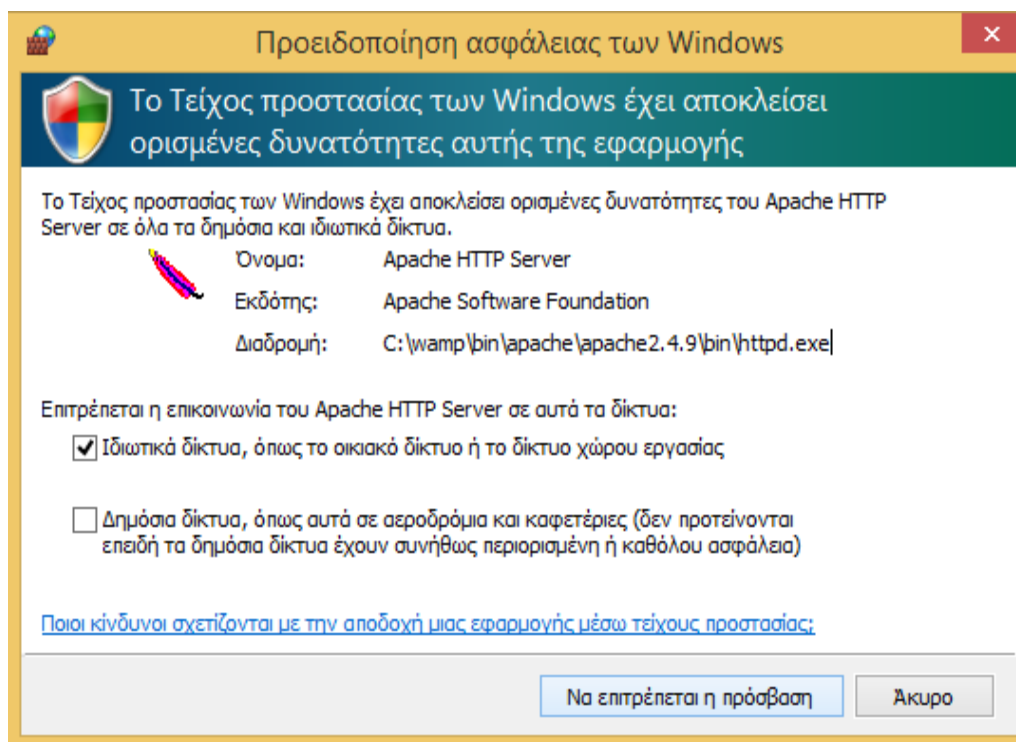 Προειδοποίηση ασφάλειας των Windows
Το Τείχος προστασίας των Windows έχει αποκλείσει
ορισμένες δυνατότητες αυτής της εφαρμογής
Το Τείχος προστασίας των Windows έχει αποκλείσει ορισμένες δυνατότητες του Apache HTTP
Server σε όλα τα δημόσια και ιδιωτικά δίκτυα.
Όνομα: Apache HTTP Server
Εκδότης: Apache Software Foundation
Διαδρομή: C:\wamp\bin\apache\apache2.4.9\bin\httpd.exe
Επιτρέπεται η επικοινωνία του Apache HTTP Server σε αυτά τα δίκτυα:
Ιδιωτικά δίκτυα, όπως το οικιακό δίκτυο ή το δίκτυο χώρου εργασίας
Δημόσια δίκτυα, όπως αυτά σε αεροδρόμια και καφετέριες (δεν προτείνονται
επειδή τα δημόσια δίκτυα έχουν συνήθως περιορισμένη ή καθόλου ασφάλεια)
Ποιοι κίνδυνοι σχετίζονται με την αποδοχή μιας εφαρμογής μέσω τείχους προστασίας;
Να επιτρέπεται η πρόσβαση Άκυρο